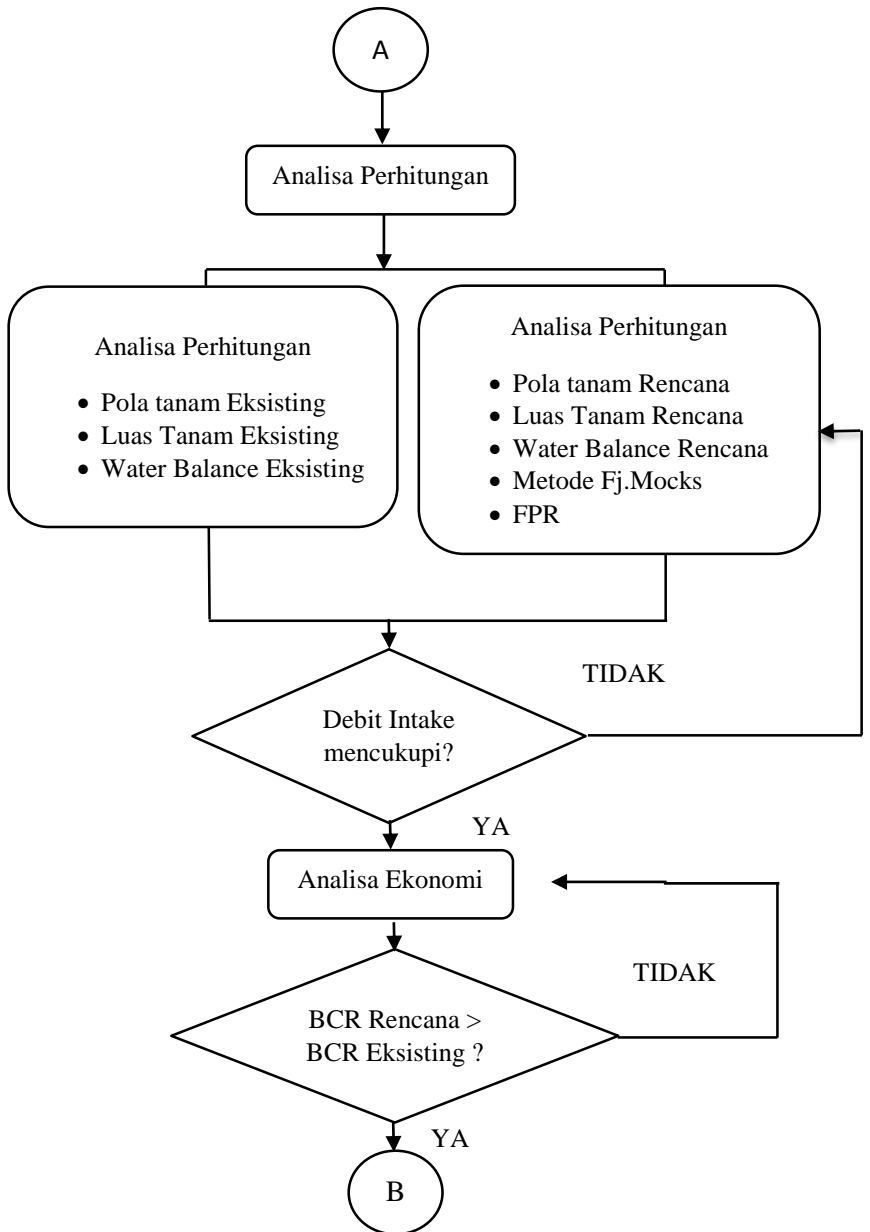 A
Analisa Perhitungan
Analisa Perhitungan
• Pola tanam Eksisting
• Luas Tanam Eksisting
• Water Balance Eksisting
Analisa Perhitungan
• Pola tanam Rencana
• Luas Tanam Rencana
• Water Balance Rencana
• Metode Fj.Mocks
• FPR
TIDAK
Debit Intake
mencukupi?
YA
Analisa Ekonomi
TIDAK
BCR Rencana >
BCR Eksisting ?
YA
B